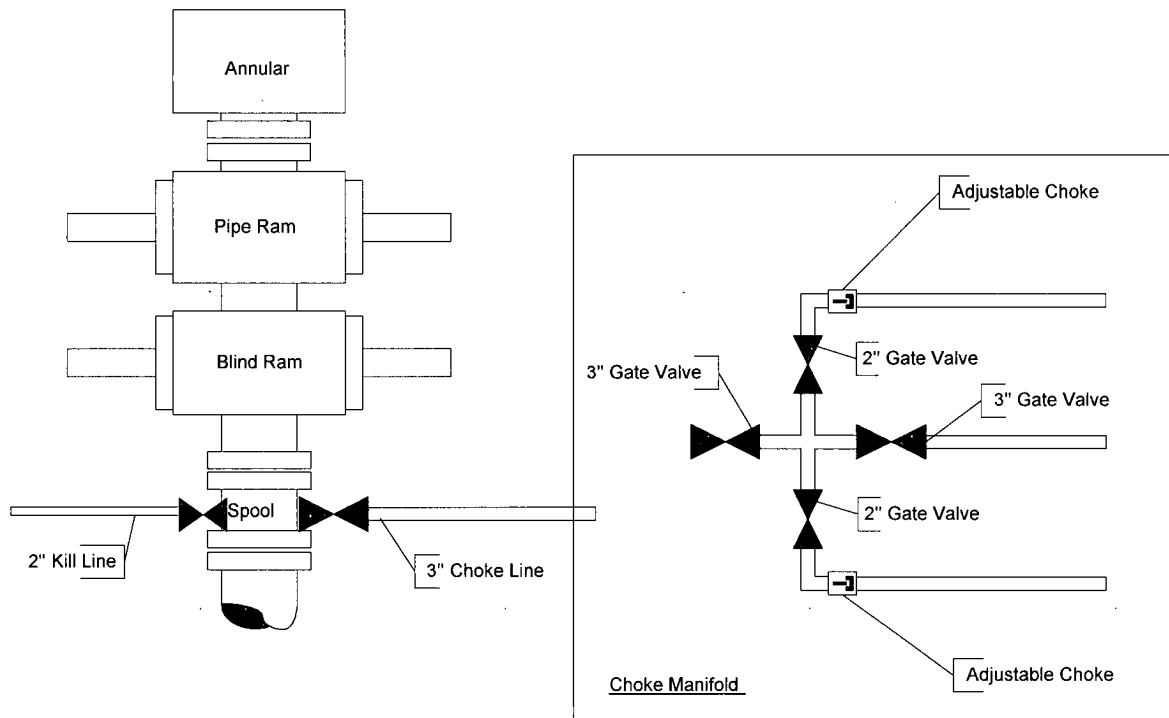 Annular
Pipe Ram
Blind Ram
Spool
2" Kill Line
3" Choke Line
Adjustable Choke
2" Gate Valve
3" Gate Valve
3" Gate Valve
2" Gate Valve
Adjustable Choke
Choke Manifold